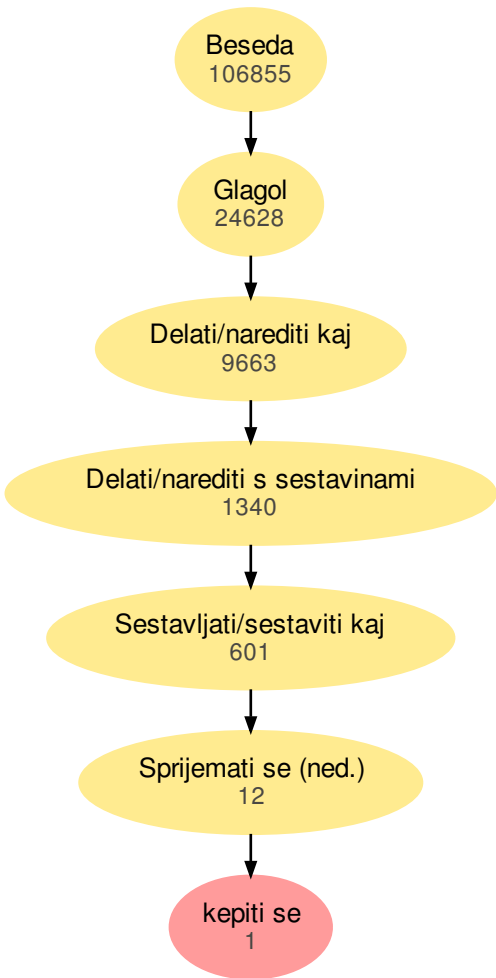 Beseda
106855
Glagol
24628
Delati/narediti kaj
9663
Delati/narediti s sestavinami
1340
Sestavljati/sestaviti kaj
601
Sprijemati se (ned.)
12
kepiti se
1